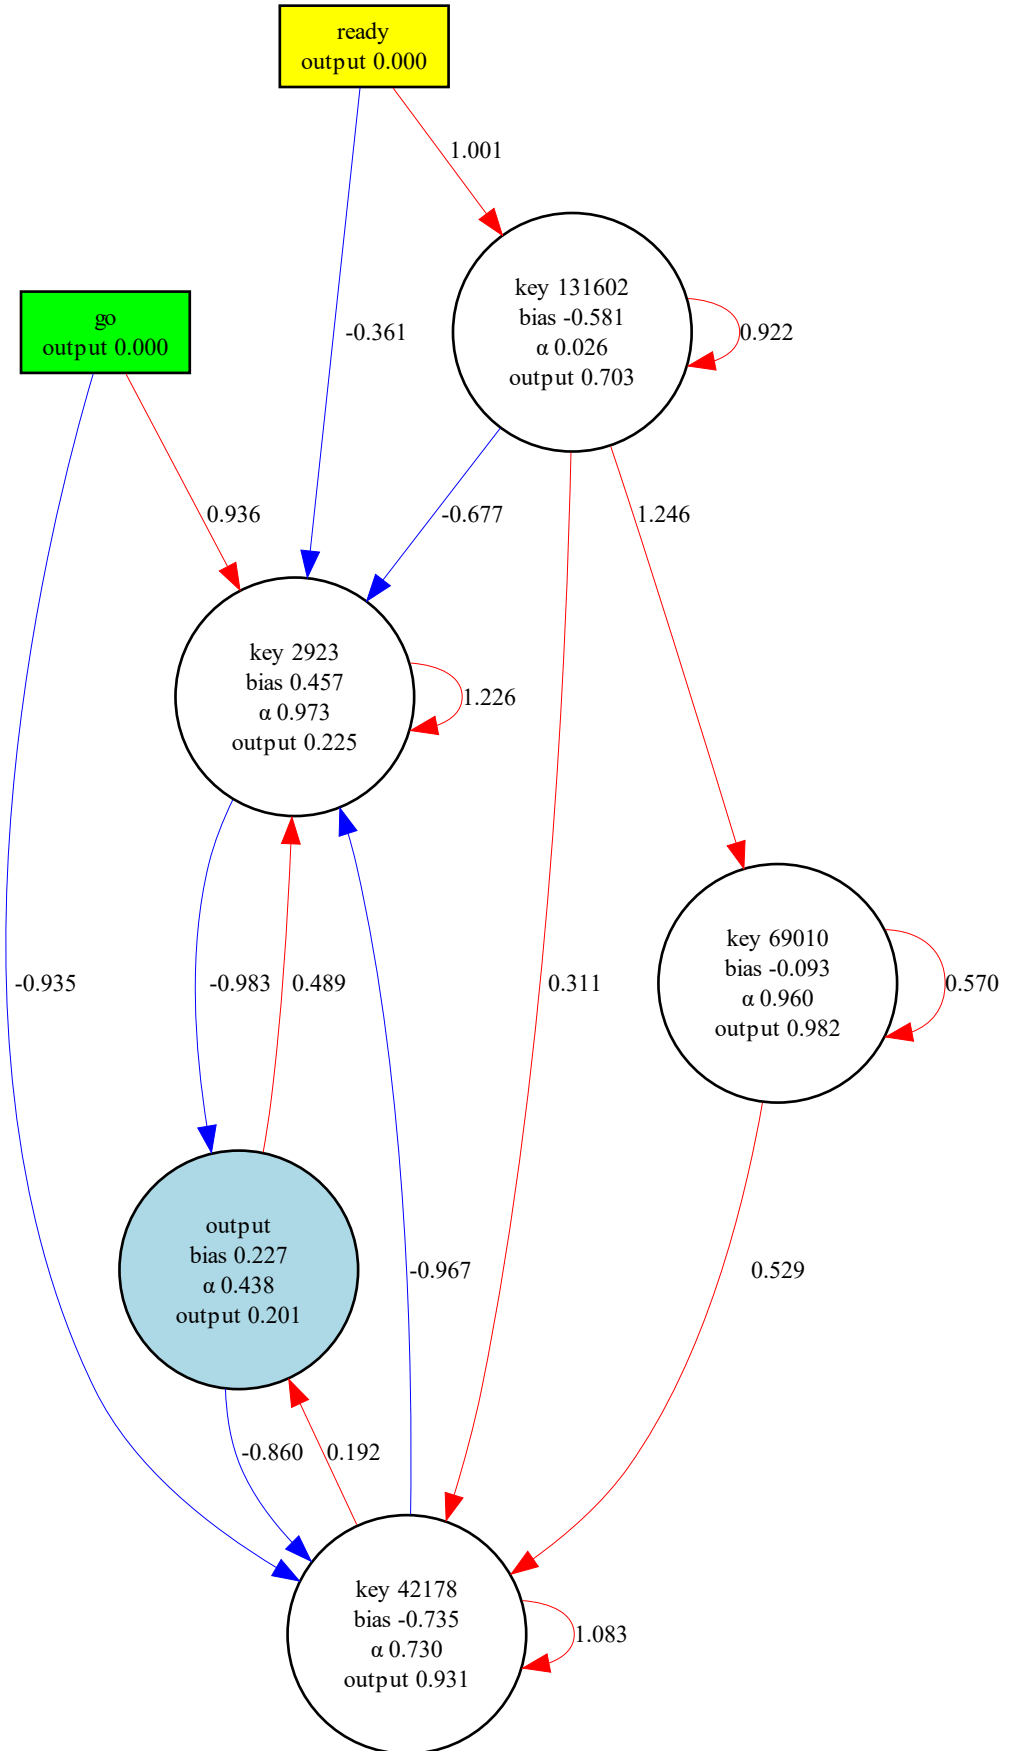 ready
output 0.000
1.001
key 131602
bias -0.581
α 0.026
output 0.703
0.922
go
output 0.000
-0.361
0.936
-0.677
1.246
key 2923
bias 0.457
α 0.973
output 0.225
1.226
key 69010
bias -0.093
α 0.960
output 0.982
0.570
-0.935
-0.983
0.489
0.311
output
bias 0.227
α 0.438
output 0.201
-0.967
0.529
-0.860
0.192
key 42178
bias -0.735
α 0.730
output 0.931
1.083